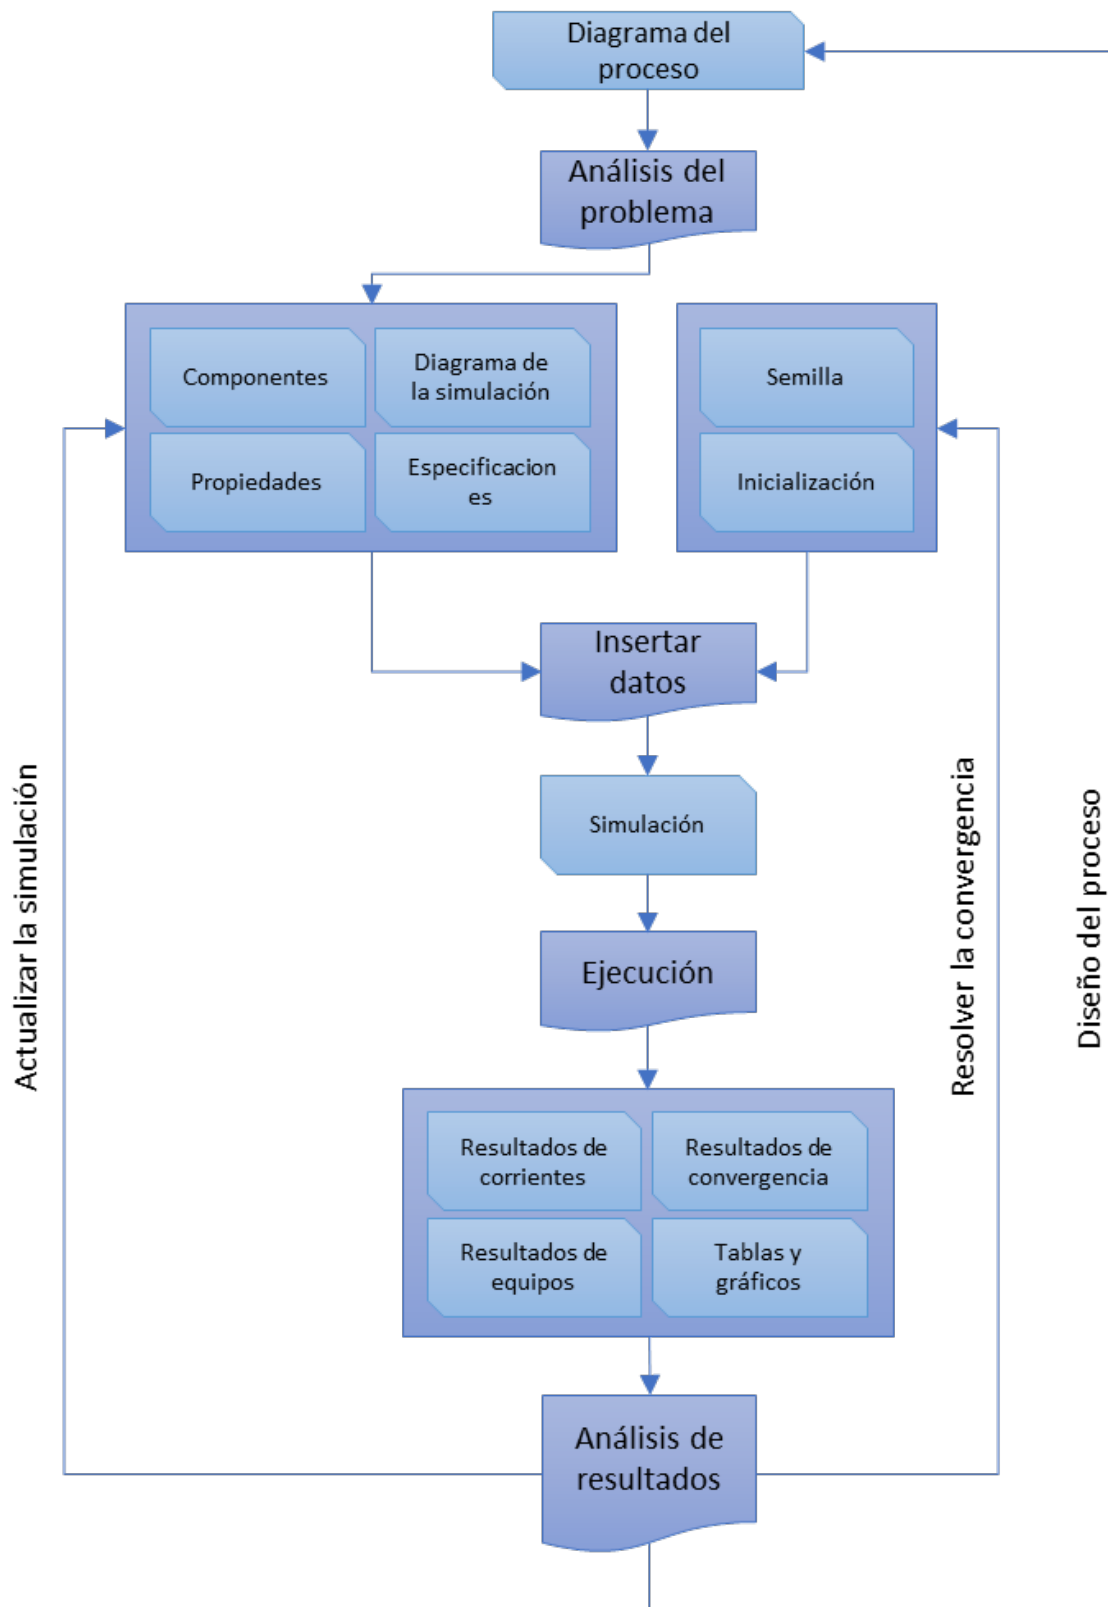 Diagrama del
proceso
Análisis del
problema
Componentes
Diagrama de
la simulación
Propiedades
Especificacion
es
Semilla
Inicialización
Insertar
datos
Simulación
Ejecución
Resultados de
corrientes
Resultados de
convergencia
Resultados de
equipos
Tablas y
gráficos
Análisis de
resultados
Actualizar la simulación
Resolver la convergencia
Diseño del proceso